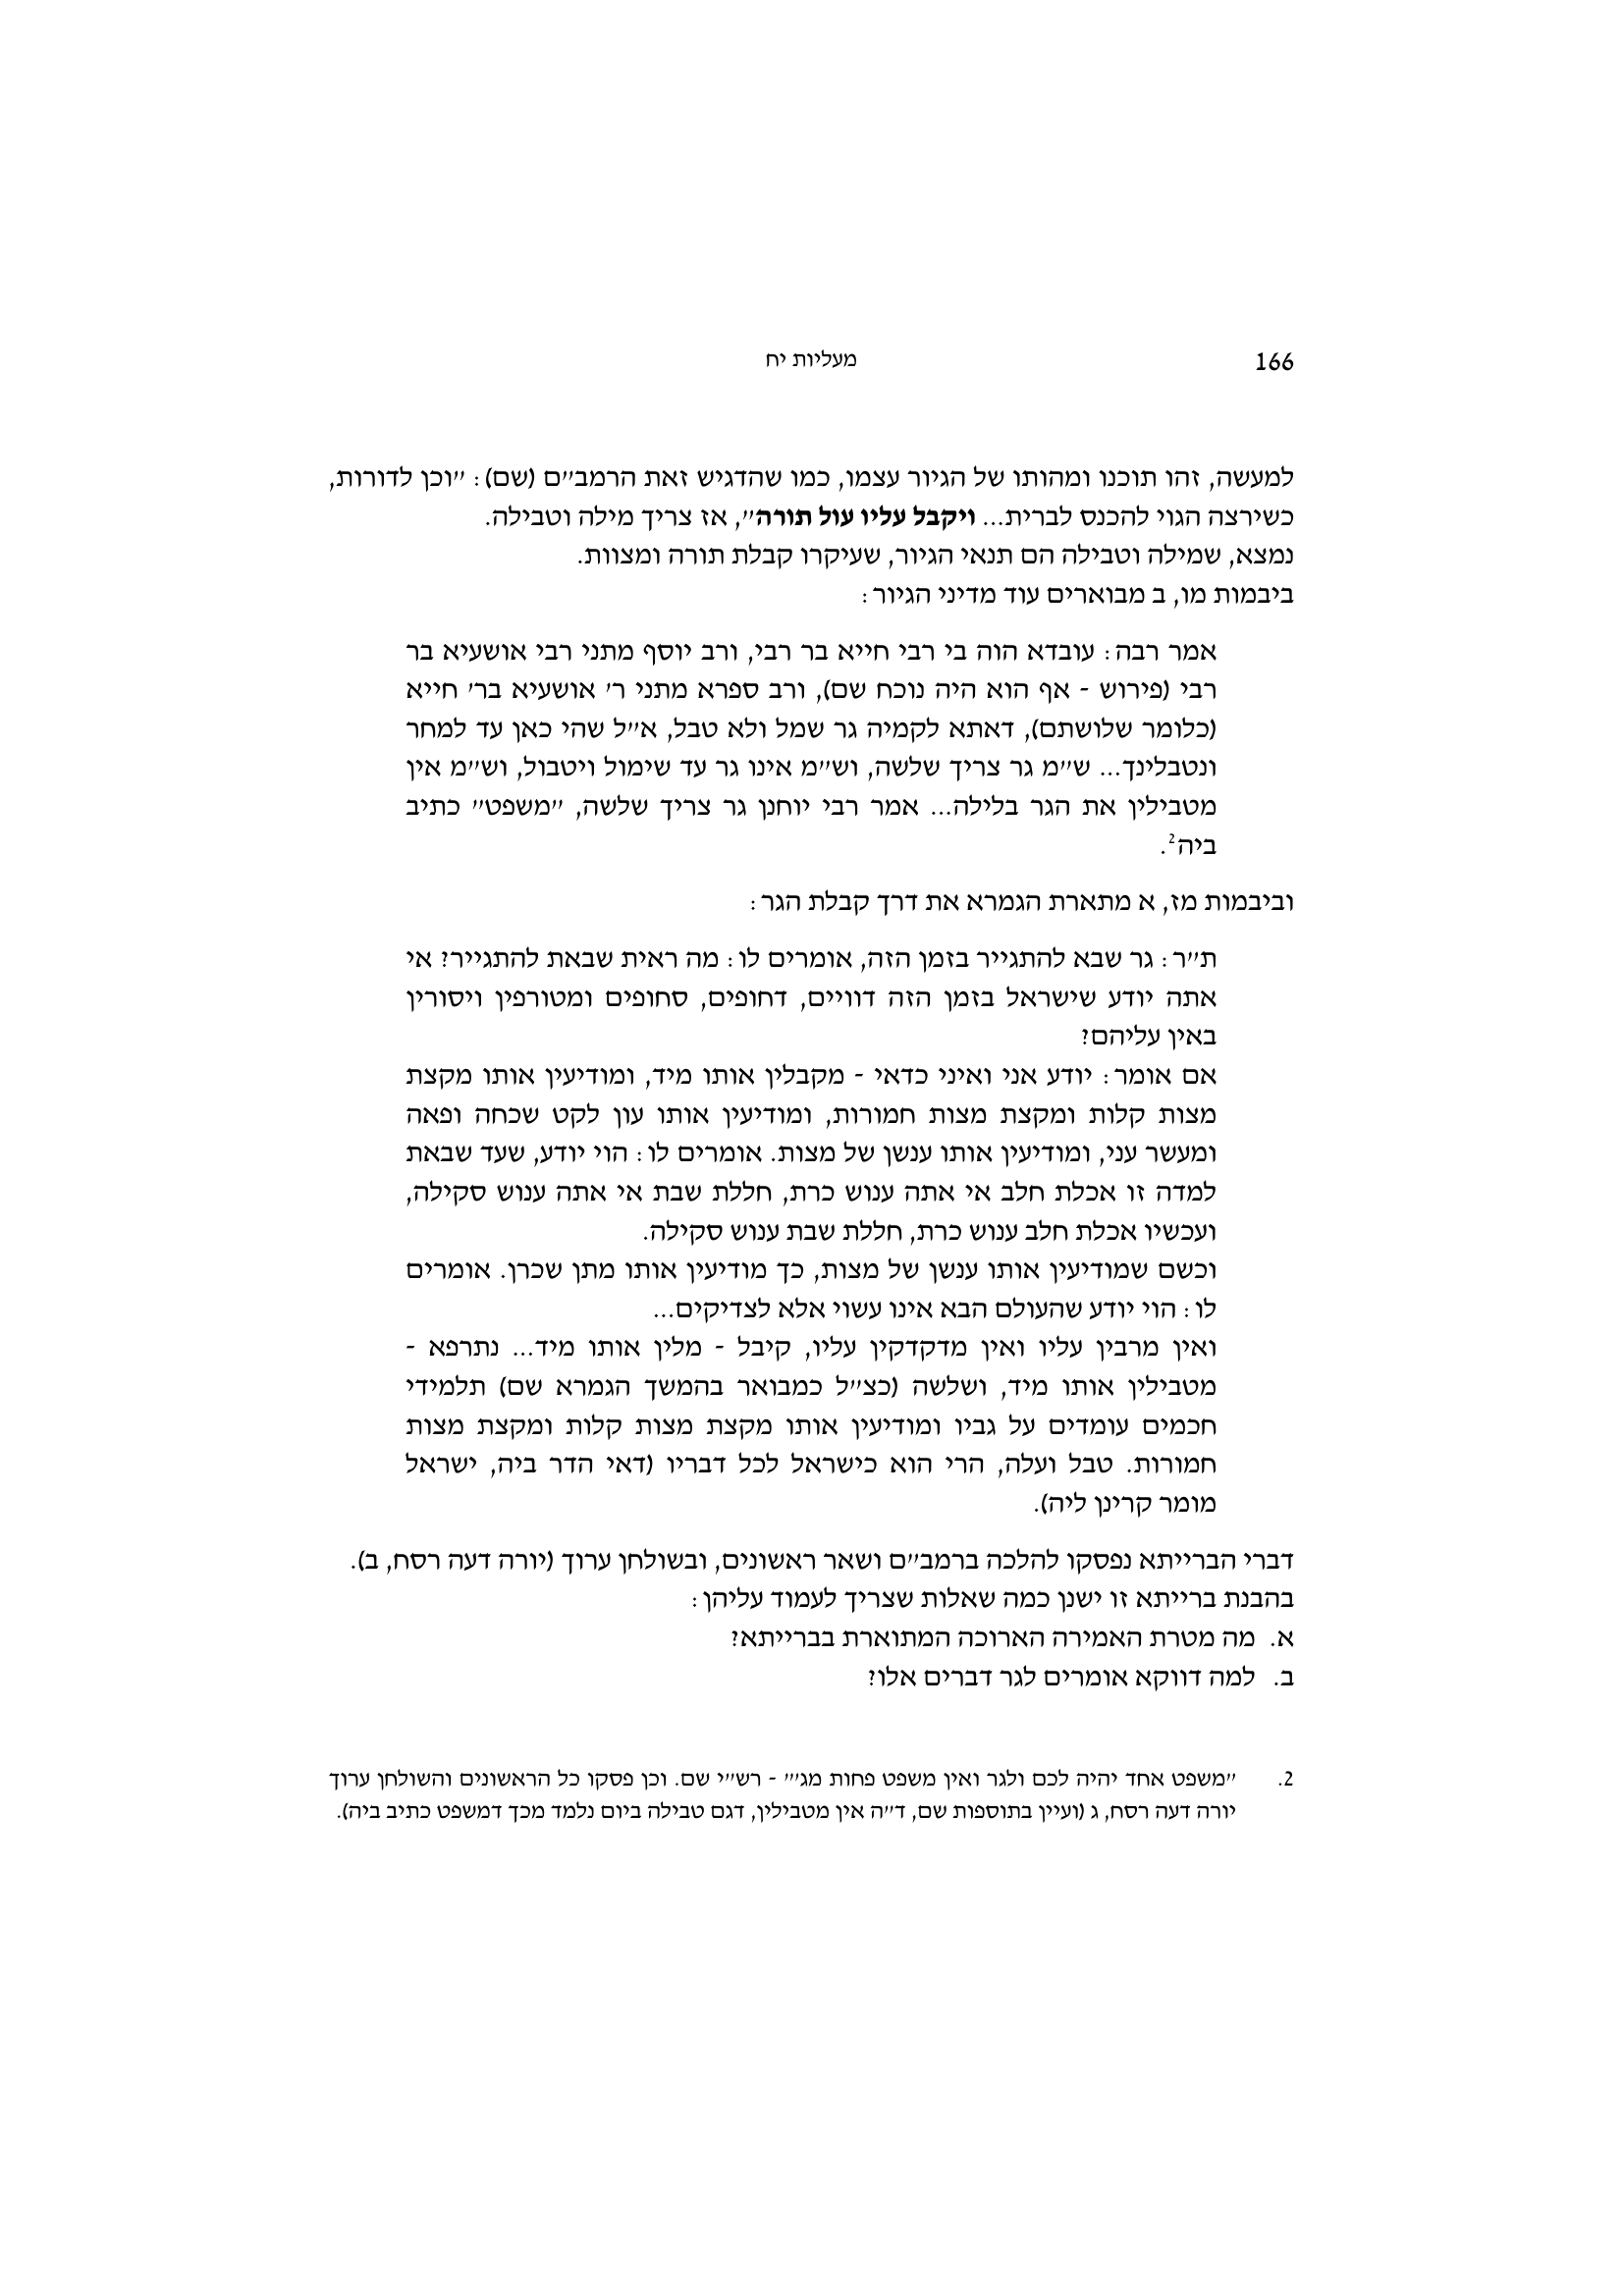 166
מעליות יח
למעשה, זהו תוכנו ומהותו של הגיור עצמו, כמו שהדגיש זאת הרמב״ם (שם): ״וכן לדורות,
כשירצה הגוי להכנס לברית... ויקבל עליו עול תורה״, אז צריך מילה וטבילה.
נמצא, שמילה וטבילה הם תנאי הגיור, שעיקרו קבלת תורה ומצוות.
ביבמות מו, ב מבוארים עוד מדיני הגיור:
אמר רבה: עובדא הוה בי רבי חייא בר רבי, ורב יוסף מתני רבי אושעיא בר
רבי (פירוש - אף הוא היה נוכח שם), ורב ספרא מתני ר׳ אושעיא בר׳ חייא
(כלומר שלושתם), דאתא לקמיה גר שמל ולא טבל, א״ל שהי כאן עד למחר
ונטבלינך... ש״מ גר צריך שלשה, וש״מ אינו גר עד שימול ויטבול, וש״מ אין
מטבילין את הגר בלילה... אמר רבי יוחנן גר צריך שלשה, ״משפט״ כתיב
ביה2.
וביבמות מז, א מתארת הגמרא את דרך קבלת הגר:
ת״ר: גר שבא להתגייר בזמן הזה, אומרים לו: מה ראית שבאת להתגייר? אי
אתה יודע שישראל בזמן הזה דוויים, דחופים, סחופים ומטורפין ויסורין
באין עליהם?
אם אומר: יודע אני ואיני כדאי - מקבלין אותו מיד, ומודיעין אותו מקצת
מצות קלות ומקצת מצות חמורות, ומודיעין אותו עון לקט שכחה ופאה
ומעשר עני, ומודיעין אותו ענשן של מצות. אומרים לו: הוי יודע, שעד שבאת
למדה זו אכלת חלב אי אתה ענוש כרת, חללת שבת אי אתה ענוש סקילה,
ועכשיו אכלת חלב ענוש כרת, חללת שבת ענוש סקילה.
וכשם שמודיעין אותו ענשן של מצות, כך מודיעין אותו מתן שכרן. אומרים
לו: הוי יודע שהעולם הבא אינו עשוי אלא לצדיקים...
ואין מרבין עליו ואין מדקדקין עליו, קיבל - מלין אותו מיד... נתרפא -
מטבילין אותו מיד, ושלשה (כצ״ל כמבואר בהמשך הגמרא שם) תלמידי
חכמים עומדים על גביו ומודיעין אותו מקצת מצות קלות ומקצת מצות
חמורות. טבל ועלה, הרי הוא כישראל לכל דבריו (דאי הדר ביה, ישראל
מומר קרינן ליה).
דברי הברייתא נפסקו להלכה ברמב״ם ושאר ראשונים, ובשולחן ערוך (יורה דעה רסח, ב).
בהבנת ברייתא זו ישנן כמה שאלות שצריך לעמוד עליהן:
א. מה מטרת האמירה הארוכה המתוארת בברייתא?
ב. למה דווקא אומרים לגר דברים אלו?
2. ״משפט אחד יהיה לכם ולגר ואין משפט פחות מג׳״ - רש״י שם. וכן פסקו כל הראשונים והשולחן ערוך
יורה דעה רסח, ג (ועיין בתוספות שם, ד״ה אין מטבילין, דגם טבילה ביום נלמד מכך דמשפט כתיב ביה).